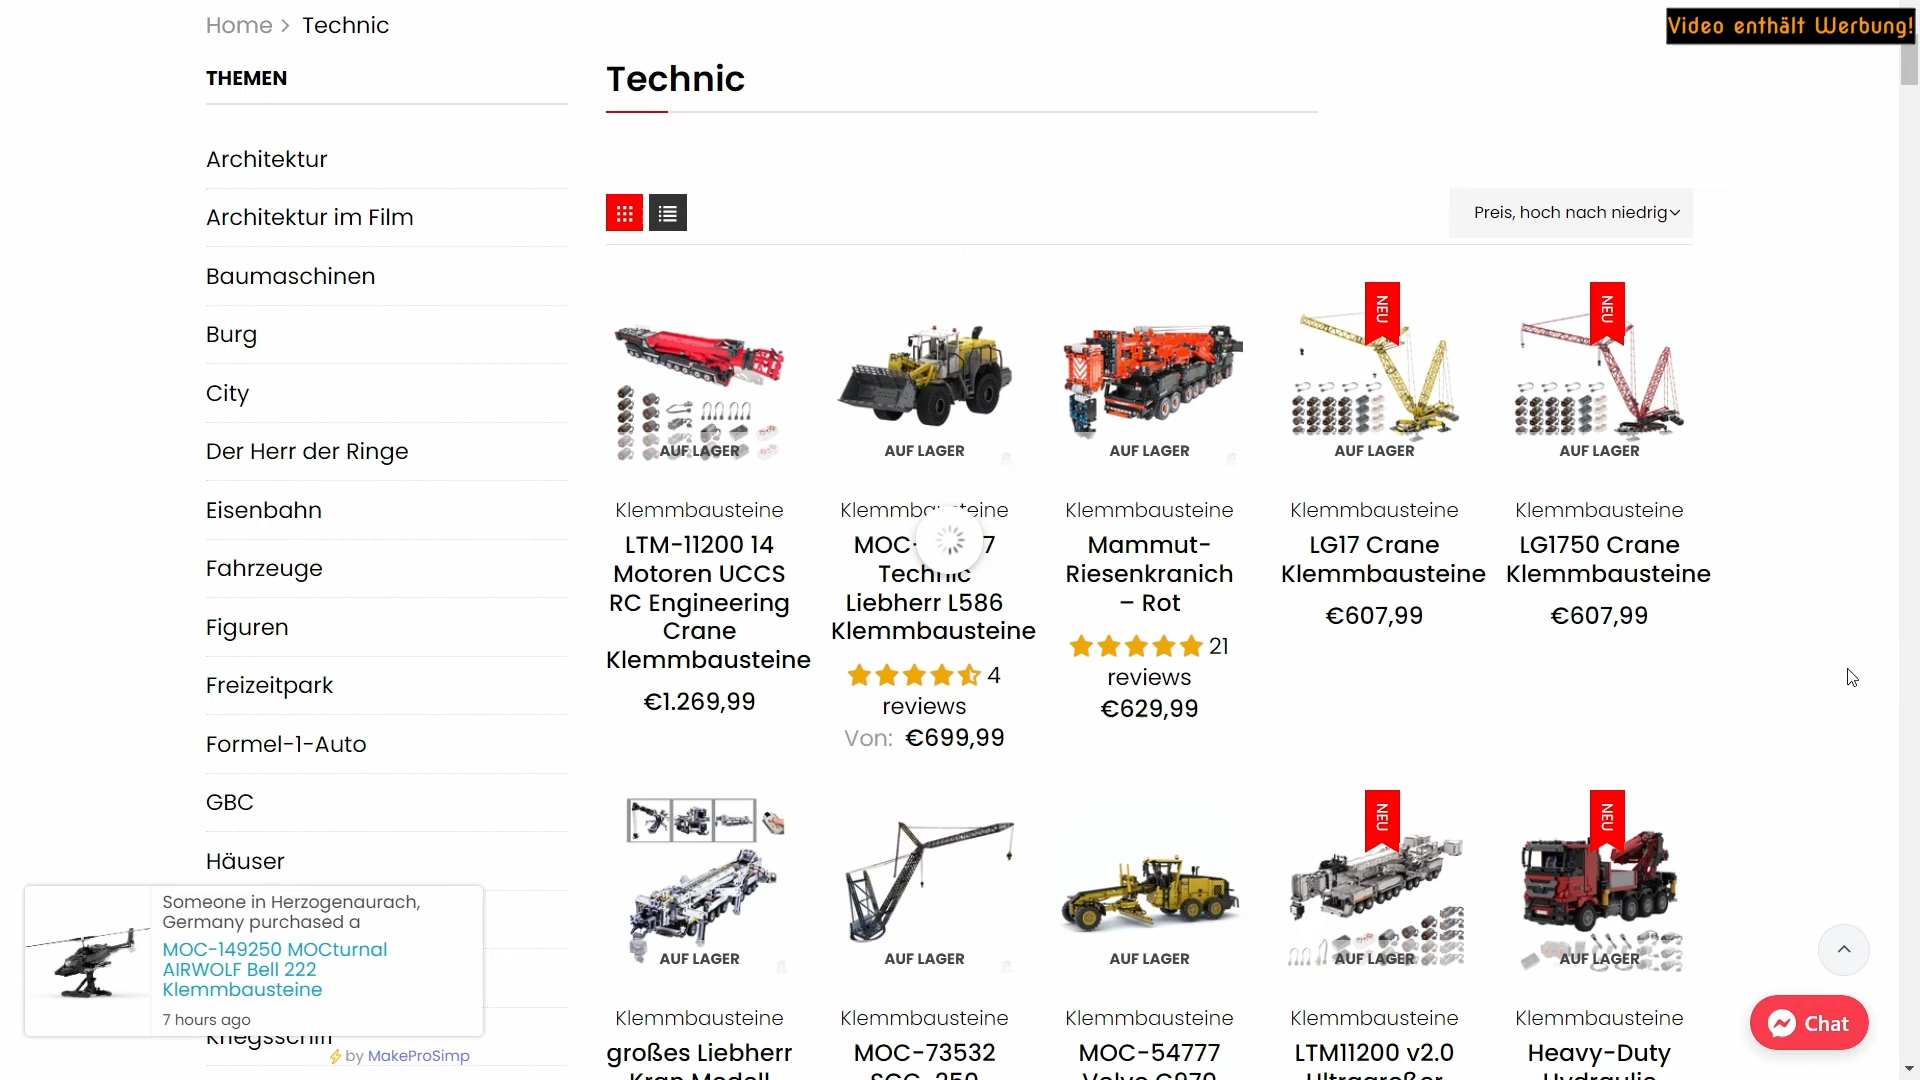 Home > Technic
Video enthält Werbung!
THEMEN
Architektur
Architektur im Film
Baumaschinen
Burg
City
Der Herr der Ringe
Eisenbahn
Fahrzeuge
Figuren
Freizeitpark
Formel-1-Auto
GBC
Häuser
Technic
Preis, hoch nach niedrig
NEU
NEU
AUF LAGER
AUF LAGER
AUF LAGER
AUF LAGER
AUF LAGER
Klemmbausteine
LTM-11200 14
Motoren UCCS
RC Engineering
Crane
Klemmbausteine
€1.269,99
Klemmbausteine
MOC- 7
Technic
Liebherr L586
Klemmbausteine
4
reviews
Von: €699,99
Klemmbausteine
Mammut-
Riesenkranich
– Rot
21
reviews
€629,99
Klemmbausteine
LG17 Crane
Klemmbausteine
€607,99
Klemmbausteine
LG1750 Crane
Klemmbausteine
€607,99
NEU
NEU
AUF LAGER
AUF LAGER
AUF LAGER
AUF LAGER
AUF LAGER
Klemmbausteine
großes Liebherr
Kran Modell
Klemmbausteine
MOC-73532
Klemmbausteine
MOC-54777
Klemmbausteine
LTM11200 v2.0
Ultragroßer
Klemmbausteine
Heavy-Duty
Hydraulic
Someone in Herzogenaurach,
Germany purchased a
MOC-149250 MOCturnal
AIRWOLF Bell 222
Klemmbausteine
7 hours ago
Kriegsschiff
by MakeProSimp
Chat